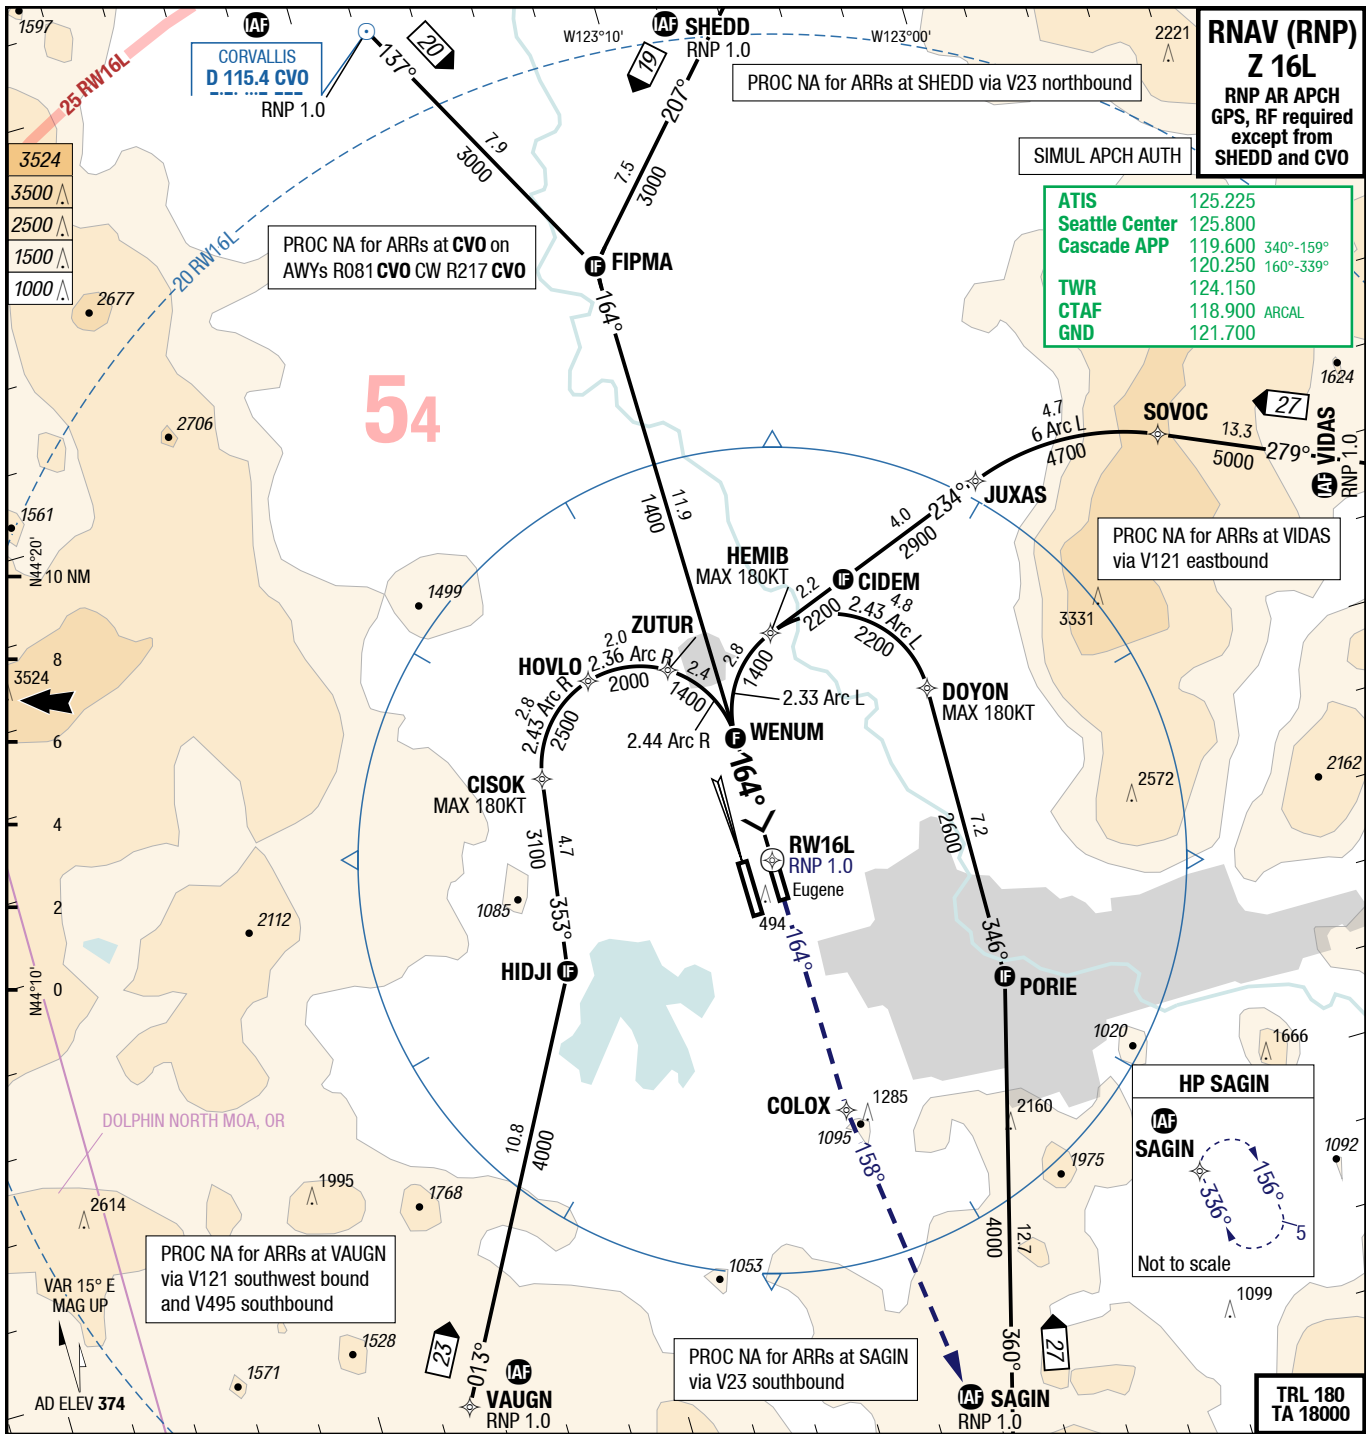 1597
IAF
CORVALLIS
D 115.4 CVO
RNP 1.0
137°
20
IAF SHEDD
RNP 1.0
19
207°
W123°10'
W123°00'
2221
RNAV (RNP)
Z 16L
RNP AR APCH
GPS, RF required
except from
SHEDD and CVO
PROC NA for ARRs at SHEDD via V23 northbound
25 RW16L
SIMUL APCH AUTH
3524
3500
2500
1500
1000
7.9
3000
7.5
3000
ATIS 125.225
Seattle Center 125.800
Cascade APP 119.600 340°-159°
120.250 160°-339°
TWR 124.150
CTAF 118.900 ARCAL
GND 121.700
20 RW16L
PROC NA for ARRs at CVO on
AWYs R081 CVO CW R217 CVO
IF FIPMA
164°
2677
54
2706
1624
27
IAF VIDAS
RNP 1.0
SOVOC
13.3
5000
279°
4.7
6 Arc L
4700
JUXAS
234°
4.0
2900
11.9
1400
1561
N44°20'
10 NM
PROC NA for ARRs at VIDAS
via V121 eastbound
HEMIB
MAX 180KT
IF CIDEM
2.2
2200
4.8
2.43 Arc L
2200
1499
3331
ZUTUR
2.0
2.36 Arc R
2000
HOVLO
2.4
1400
2.8
1400
2.33 Arc L
8
3524
2.8
2.43 Arc R
2500
2.44 Arc R
F WENUM
DOYON
MAX 180KT
6
164°
CISOK
MAX 180KT
2162
2572
4
4.7
3100
7.2
2600
RW16L
RNP 1.0
Eugene
494
2
1085
353°
2112
164°
346°
N44°10'
0
HIDJI IF
IF PORIE
1020
1666
DOLPHIN NORTH MOA, OR
COLOX
1285
1095
158°
2160
1975
HP SAGIN
IAF
SAGIN
336°
156°
5
Not to scale
1092
10.8
4000
12.7
4000
1995
1768
2614
PROC NA for ARRs at VAUGN
via V121 southwest bound
and V495 southbound
1053
1099
VAR 15° E
MAG UP
1528
1571
AD ELEV 374
23
013°
IAF
VAUGN
RNP 1.0
PROC NA for ARRs at SAGIN
via V23 southbound
360°
27
IAF SAGIN
RNP 1.0
TRL 180
TA 18000